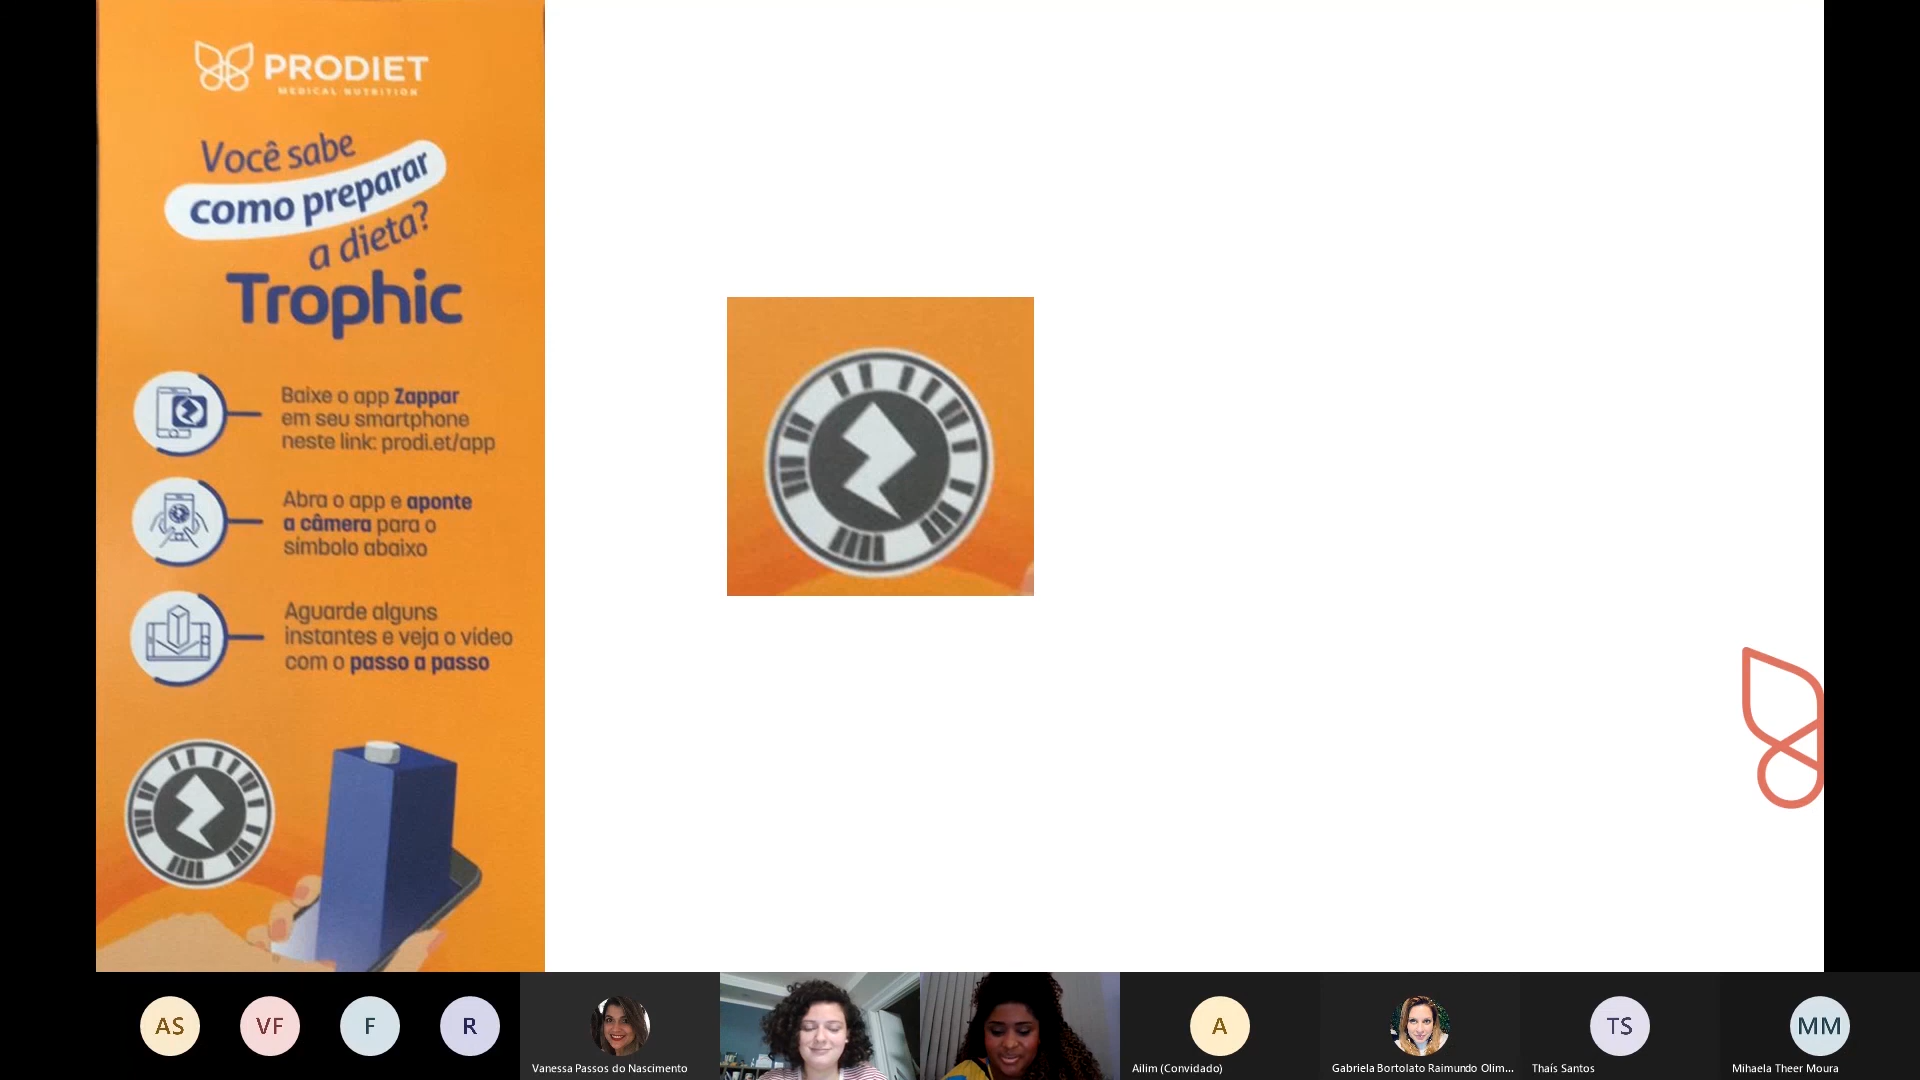 PRODIET
MEDICAL NUTRITION
Você sabe
como preparar
a dieta?
Trophic
Baixe o app Zappar
em seu smartphone
neste link: prodi.et/app
Abra o app e aponte
a câmera para o
símbolo abaixo
Aguarde alguns
instantes e veja o vídeo
com o passo a passo
AS
VF
F
R
Vanessa Passos do Nascimento
A
Ailim (Convidado)
Gabriela Bortolato Raimundo Olim...
TS
Thaís Santos
MM
Mihaela Theer Moura